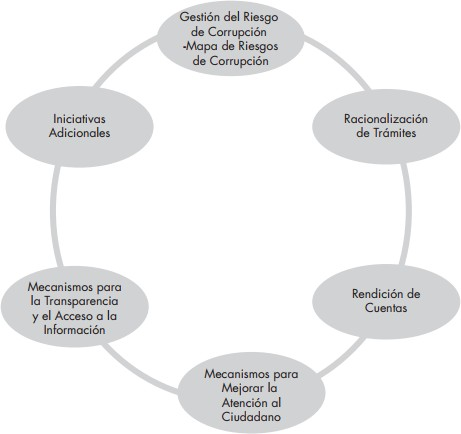 Gestión del Riesgo
de Corrupción
-Mapa de Riesgos
de Corrupción
Racionalización
de Trámites
Rendición de
Cuentas
Mecanismos para
Mejorar la
Atención al
Ciudadano
Mecanismos para
la Transparencia
y el Acceso a la
Información
Iniciativas
Adicionales